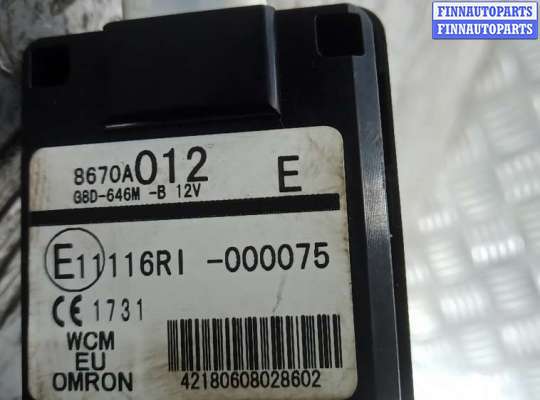 FINNAUTOPARTS
FINNAUTOPARTS
8670A012 E
G8D-646M -B 12V
E11 116RI -000075
CE 1731
WCM
EU
OMRON
42180608028602